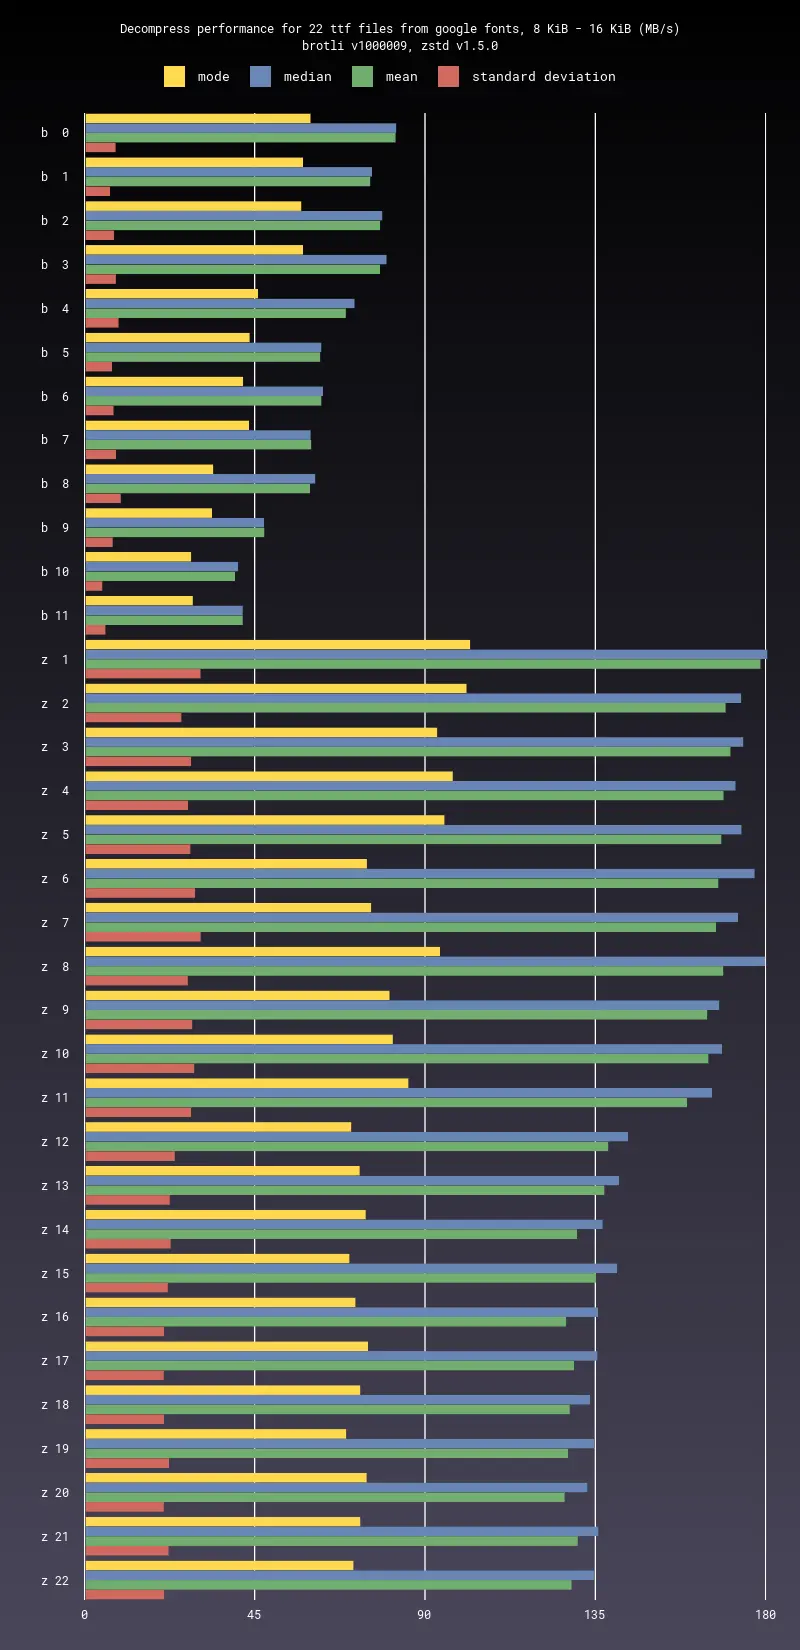 Decompress performance for 22 ttf files from google fonts, 8 KiB - 16 KiB (MB/s)
brotli v1000009, zstd v1.5.0
mode median mean standard deviation
b 0
b 1
b 2
b 3
b 4
b 5
b 6
b 7
b 8
b 9
b 10
b 11
z 1
z 2
z 3
z 4
z 5
z 6
z 7
z 8
z 9
z 10
z 11
z 12
z 13
z 14
z 15
z 16
z 17
z 18
z 19
z 20
z 21
z 22
0 45 90 135 180